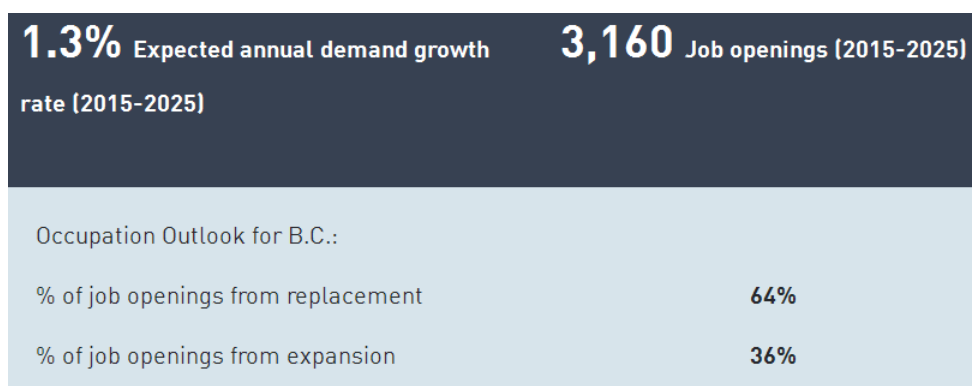 1.3% Expected annual demand growth
rate (2015-2025)
3,160 Job openings (2015-2025)
Occupation Outlook for B.C.:
% of job openings from replacement 64%
% of job openings from expansion 36%